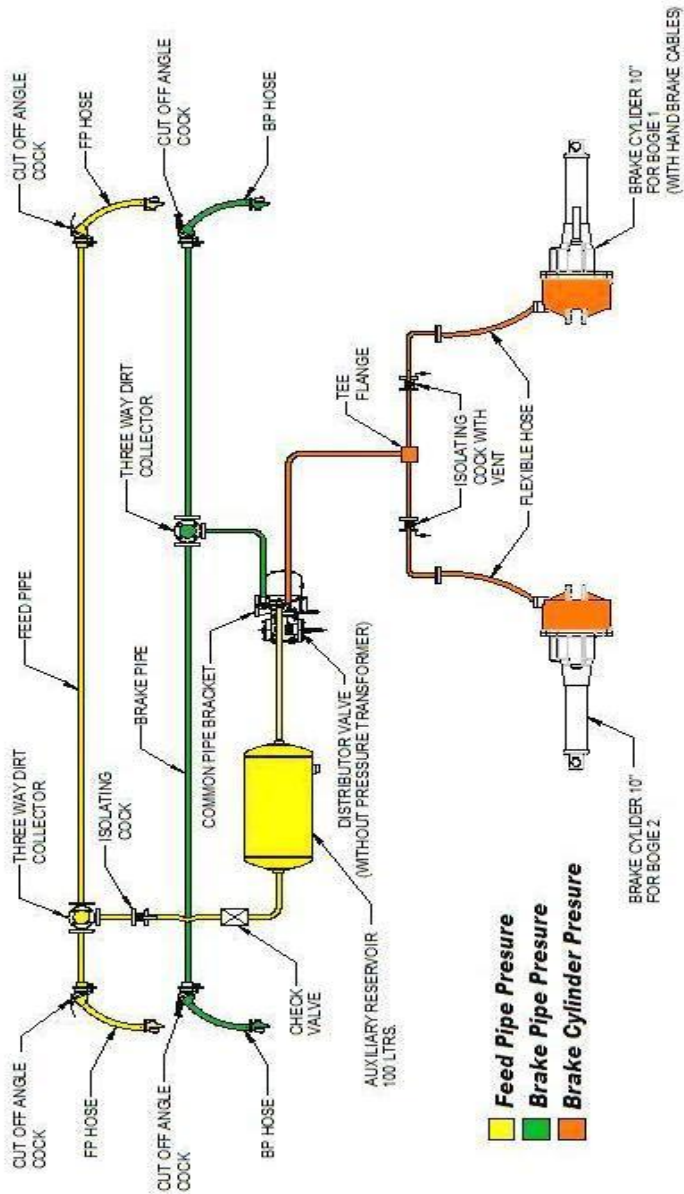 CUT OFF ANGLE
COCK
THREE WAY DIRT
COLLECTOR
FEED PIPE
CUT OFF ANGLE
COCK
FP HOSE
ISOLATING
COCK
FP HOSE
CUT OFF ANGLE
COCK
BRAKE PIPE
THREE WAY DIRT
COLLECTOR
CUT OFF ANGLE
COCK
BP HOSE
COMMON PIPE BRACKET
BP HOSE
CHECK
VALVE
AUXILIARY RESERVOIR
100 LTRS.
DISTRIBUTOR VALVE
(WITHOUT PRESSURE TRANSFORMER)
TEE
FLANGE
ISOLATING
COCK WITH
VENT
FLEXIBLE HOSE
Feed Pipe Presure
Brake Pipe Presure
Brake Cylinder Presure
BRAKE CYLIDER 10"
FOR BOGIE 2
BRAKE CYLIDER 10"
FOR BOGIE 1
(WITH HAND BRAKE CABLES)